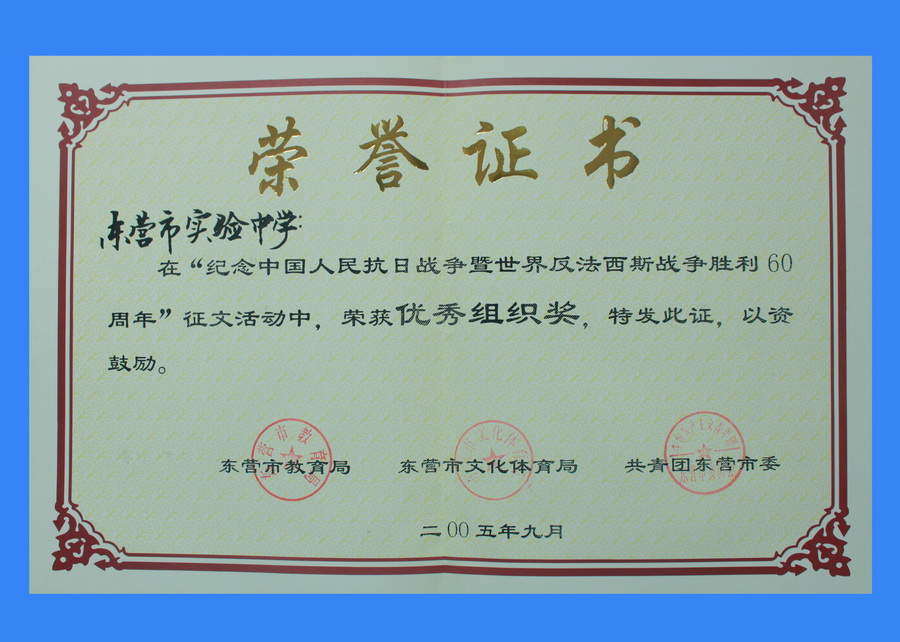 荣誉证书
东营市实验中学:
在“纪念中国人民抗日战争暨世界反法西斯战争胜利60
周年”征文活动中，荣获优秀组织奖，特发此证，以资
鼓励。
东营市教育局 东营市文化体育局 共青团东营市委
二00五年九月